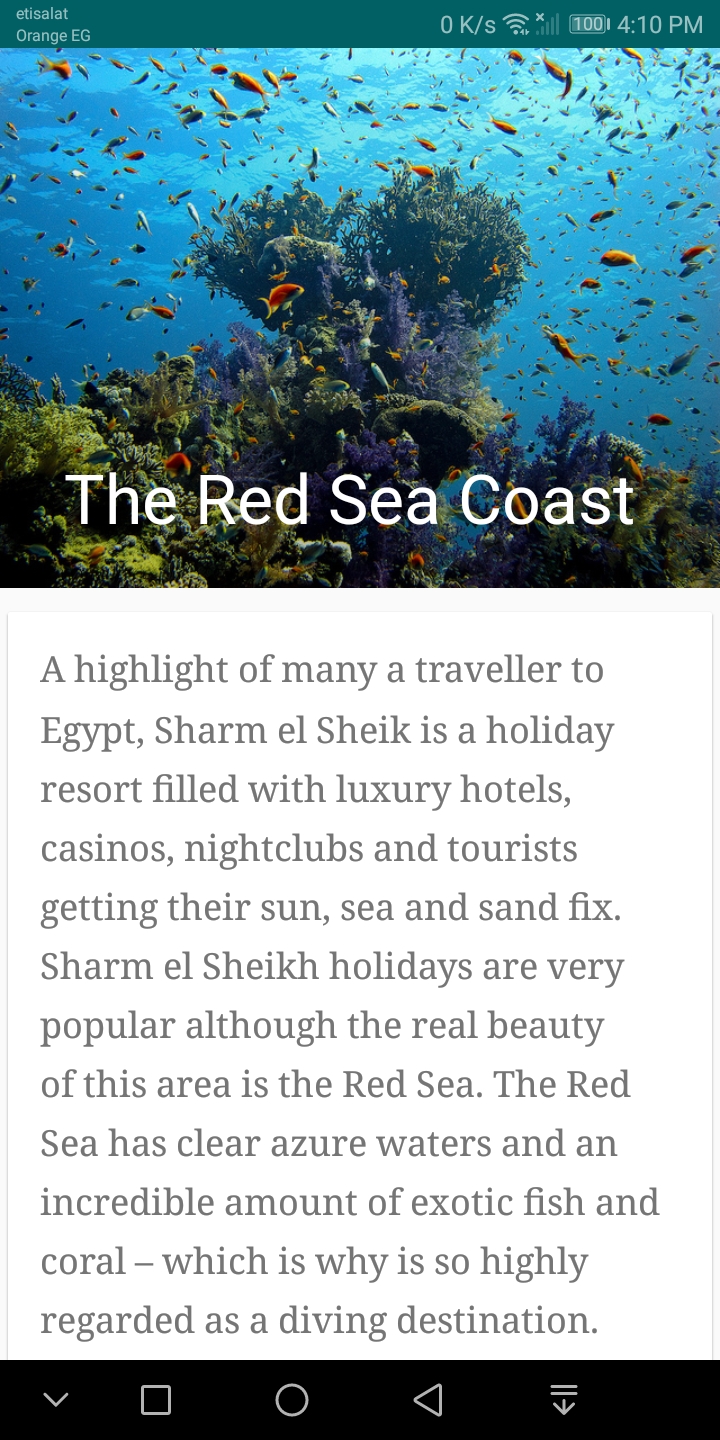 etisalat
Orange EG
0 K/s 100 4:10 PM
The Red Sea Coast
A highlight of many a traveller to
Egypt, Sharm el Sheik is a holiday
resort filled with luxury hotels,
casinos, nightclubs and tourists
getting their sun, sea and sand fix.
Sharm el Sheikh holidays are very
popular although the real beauty
of this area is the Red Sea. The Red
Sea has clear azure waters and an
incredible amount of exotic fish and
coral – which is why is so highly
regarded as a diving destination.